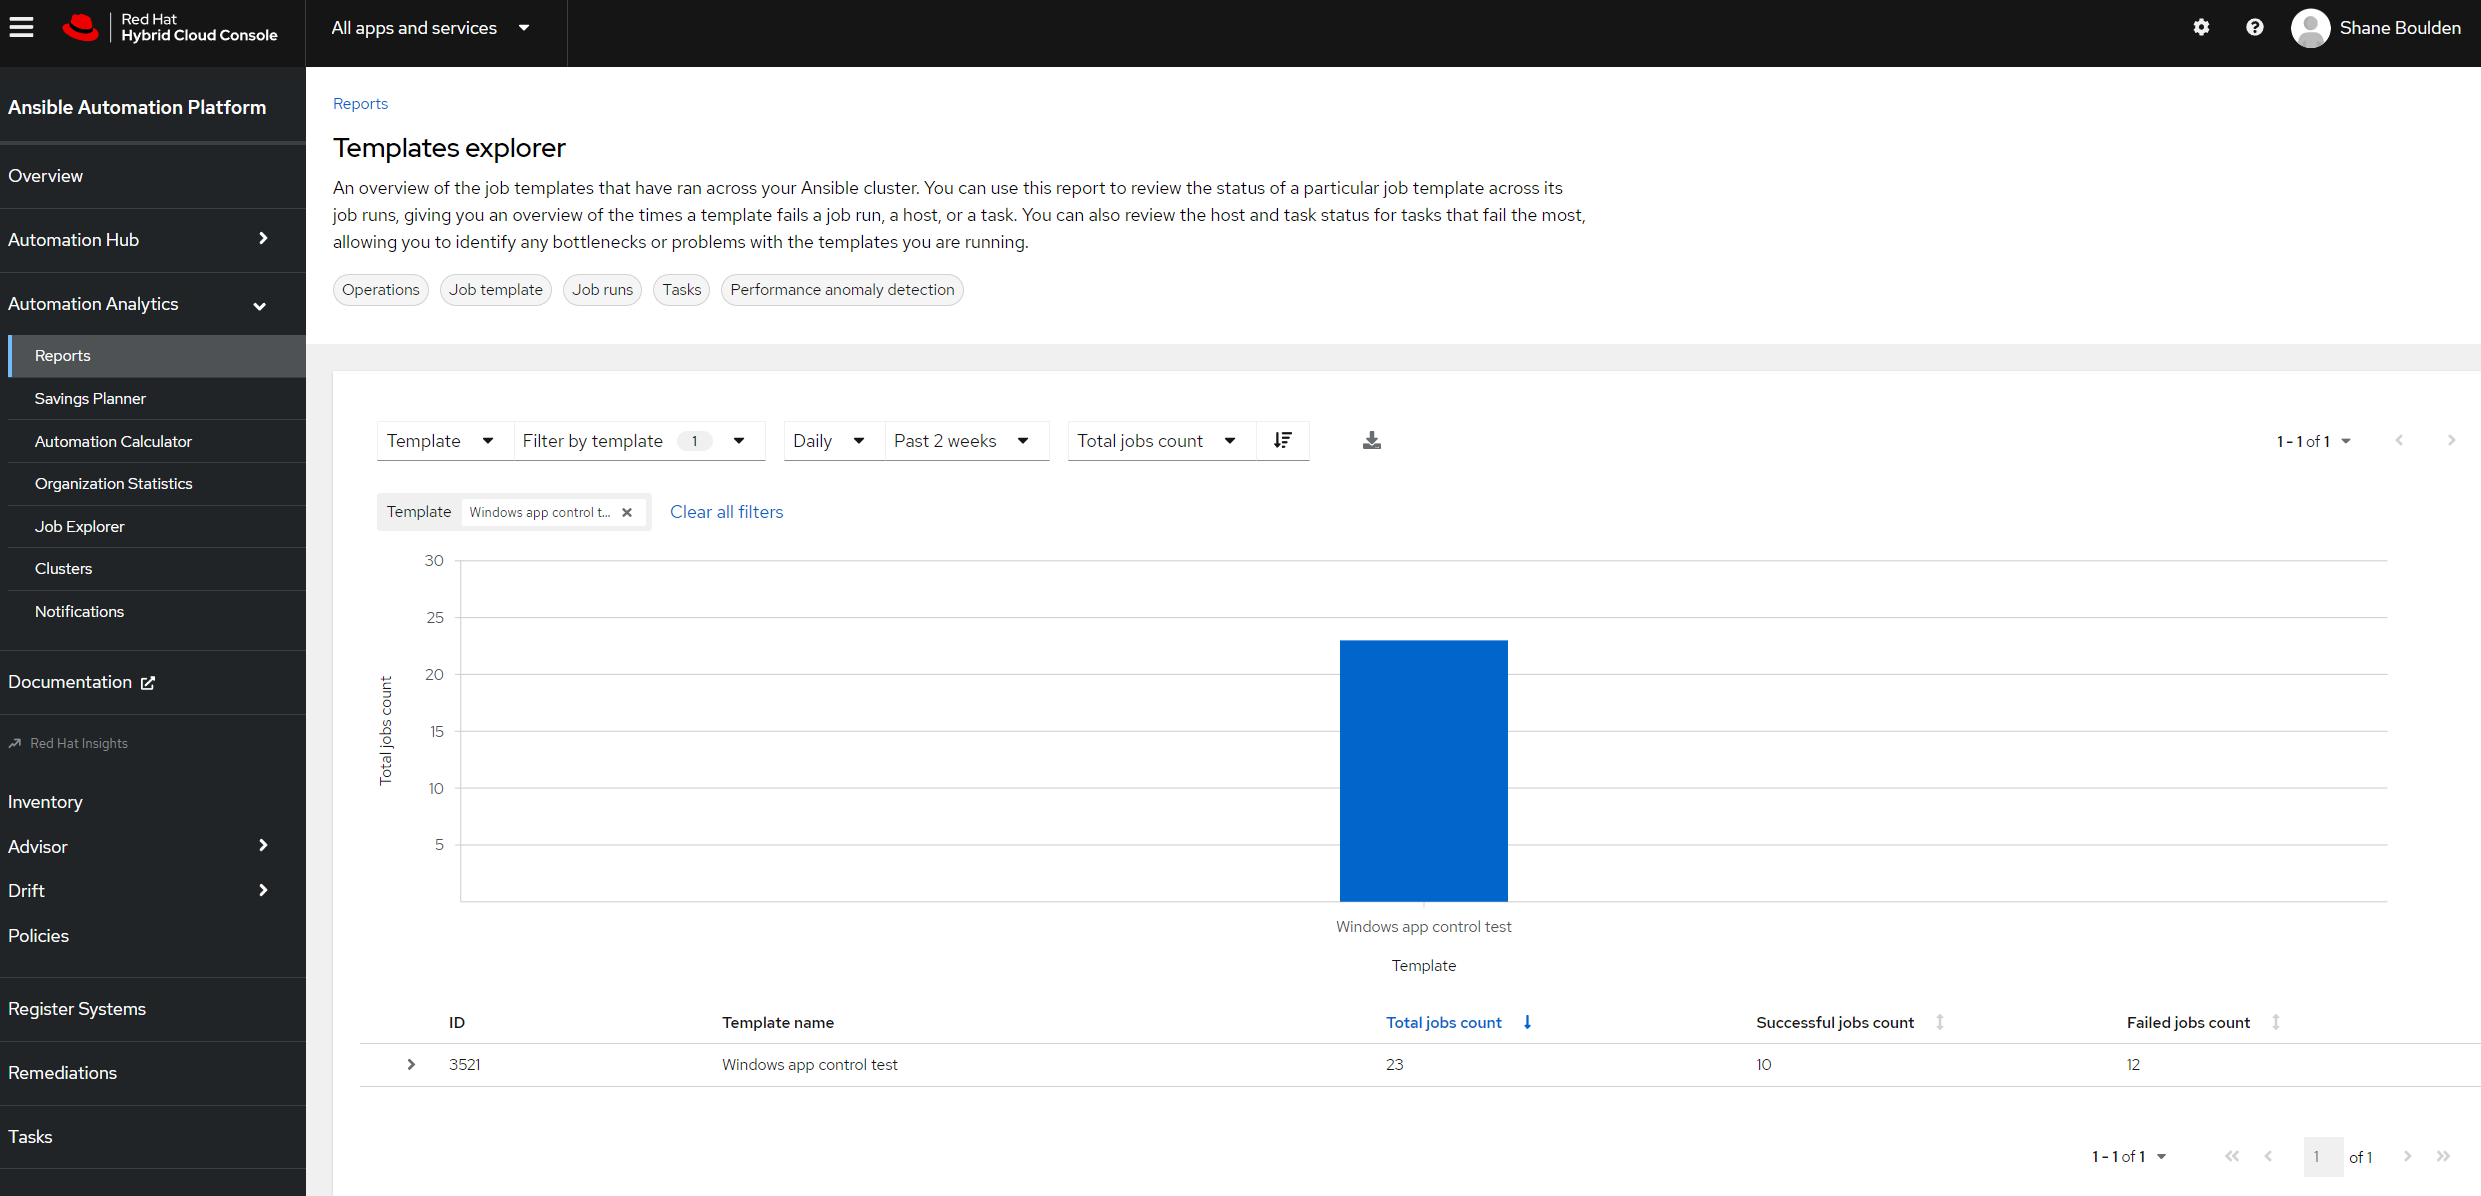 Red Hat
Hybrid Cloud Console
All apps and services
Shane Boulden
Ansible Automation Platform
Overview
Automation Hub
Automation Analytics
Reports
Savings Planner
Automation Calculator
Organization Statistics
Job Explorer
Clusters
Notifications
Documentation
Red Hat Insights
Inventory
Advisor
Drift
Policies
Register Systems
Remediations
Tasks
Reports
Templates explorer
An overview of the job templates that have ran across your Ansible cluster. You can use this report to review the status of a particular job template across its
job runs, giving you an overview of the times a template fails a job run, a host, or a task. You can also review the host and task status for tasks that fail the most,
allowing you to identify any bottlenecks or problems with the templates you are running.
Operations Job template Job runs Tasks Performance anomaly detection
Template Filter by template 1 Daily Past 2 weeks Total jobs count 1 - 1 of 1
Template Windows app control t... Clear all filters
30
25
20
15
10
5
Total jobs count
Windows app control test
Template
ID Template name Total jobs count Successful jobs count Failed jobs count
3521 Windows app control test 23 10 12
1 - 1 of 1 1 of 1